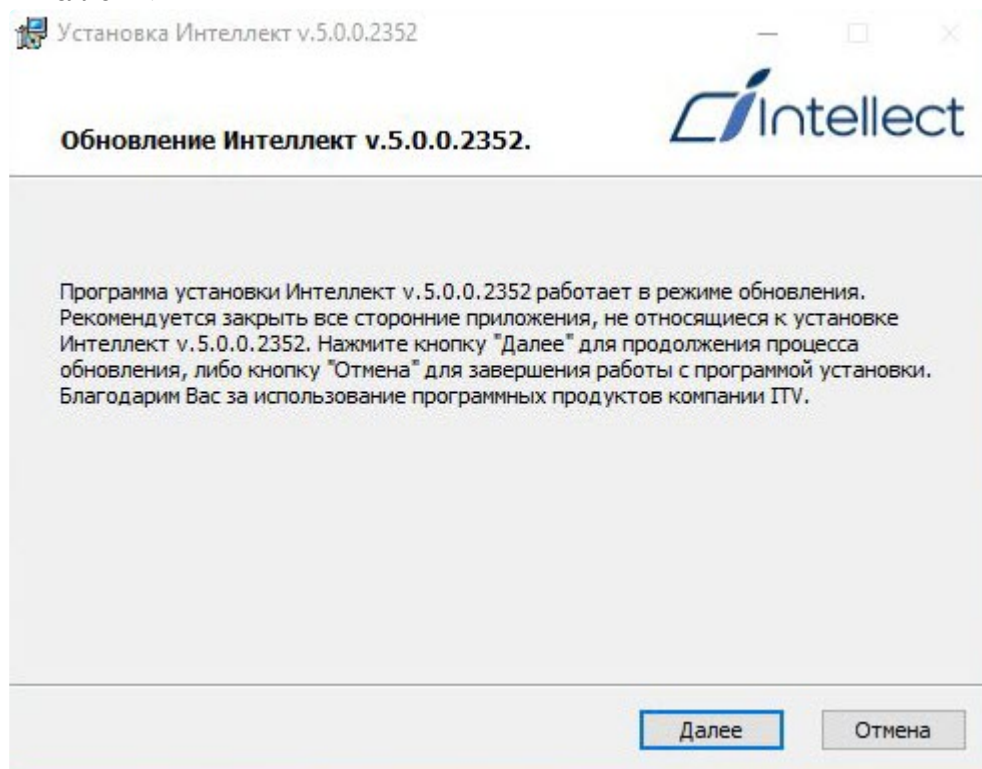 Установка Интеллект v.5.0.0.2352
Intellect
Обновление Интеллект v.5.0.0.2352.
Программа установки Интеллект v.5.0.0.2352 работает в режиме обновления.
Рекомендуется закрыть все сторонние приложения, не относящиеся к установке
Интеллект v.5.0.0.2352. Нажмите кнопку "Далее" для продолжения процесса
обновления, либо кнопку "Отмена" для завершения работы с программой установки.
Благодарим Вас за использование программных продуктов компании ITV.
Далее
Отмена